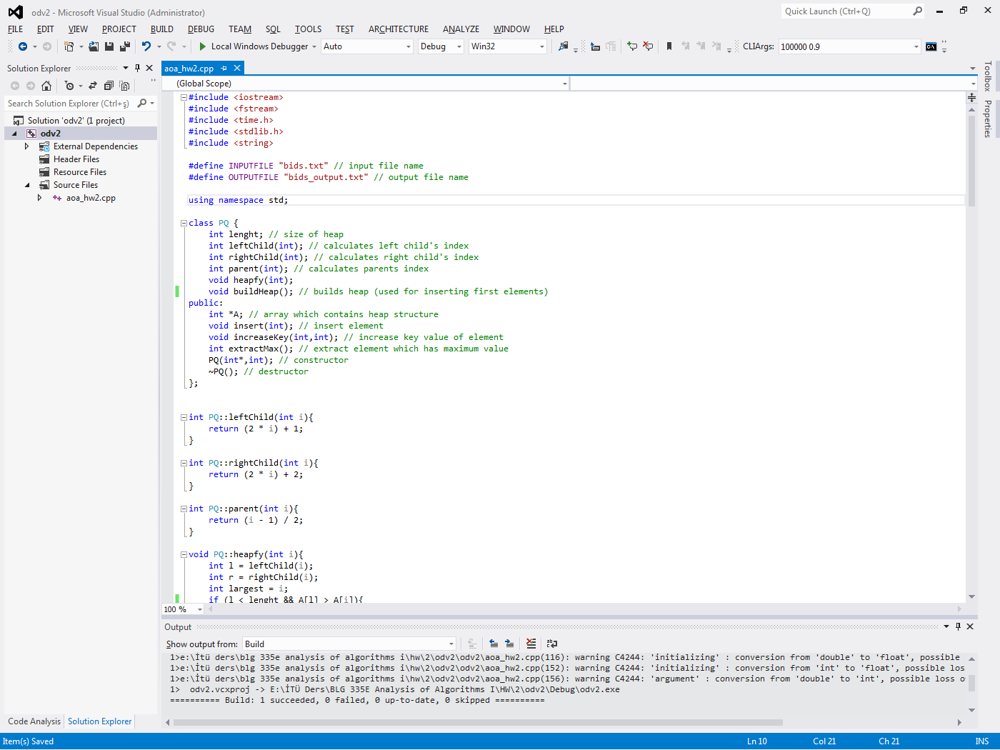 odv2 - Microsoft Visual Studio (Administrator)
Quick Launch (Ctrl+Q)
FILE EDIT VIEW PROJECT BUILD DEBUG TEAM SQL TOOLS TEST ARCHITECTURE ANALYZE WINDOW HELP
Local Windows Debugger Auto Debug Win32 CLIArgs: 100000 0.9
Solution Explorer
Search Solution Explorer (Ctrl+ş)
Solution 'odv2' (1 project)
odv2
External Dependencies
Header Files
Resource Files
Source Files
aoa_hw2.cpp
Code Analysis Solution Explorer
aoa_hw2.cpp
(Global Scope)
#include <iostream>
#include <fstream>
#include <time.h>
#include <stdlib.h>
#include <string>
#define INPUTFILE "bids.txt" // input file name
#define OUTPUTFILE "bids_output.txt" // output file name
using namespace std;
class PQ {
int lenght; // size of heap
int leftChild(int); // calculates left child's index
int rightChild(int); // calculates right child's index
int parent(int); // calculates parents index
void heapfy(int);
void buildHeap(); // builds heap (used for inserting first elements)
public:
int *A; // array which contains heap structure
void insert(int); // insert element
void increaseKey(int,int); // increase key value of element
int extractMax(); // extract element which has maximum value
PQ(int*,int); // constructor
~PQ(); // destructor
};
int PQ::leftChild(int i){
return (2 * i) + 1;
}
int PQ::rightChild(int i){
return (2 * i) + 2;
}
int PQ::parent(int i){
return (i - 1) / 2;
}
void PQ::heapfy(int i){
int l = leftChild(i);
int r = rightChild(i);
int largest = i;
if (l < lenght && A[l] > A[i]){
100 %
Toolbox
Properties
Output
Show output from: Build
1>e:\İtü ders\blg 335e analysis of algorithms i\hw\2\odv2\odv2\aoa_hw2.cpp(116): warning C4244: 'initializing' : conversion from 'double' to 'float', possible
1>e:\İtü ders\blg 335e analysis of algorithms i\hw\2\odv2\odv2\aoa_hw2.cpp(152): warning C4244: 'initializing' : conversion from 'int' to 'float', possible los
1>e:\İtü ders\blg 335e analysis of algorithms i\hw\2\odv2\odv2\aoa_hw2.cpp(156): warning C4244: 'argument' : conversion from 'double' to 'int', possible loss o
1> odv2.vcxproj -> E:\İTÜ Ders\BLG 335E Analysis of Algorithms I\HW\2\odv2\Debug\odv2.exe
========== Build: 1 succeeded, 0 failed, 0 up-to-date, 0 skipped ==========
Item(s) Saved Ln 10 Col 21 Ch 21 INS